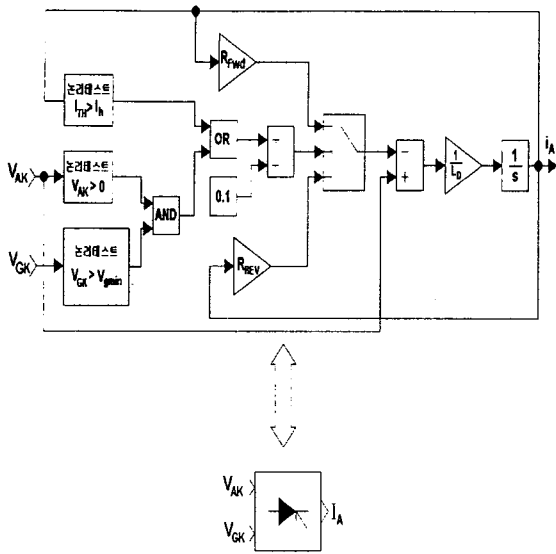 R_Fwd
논리테스트
I_TH > I_h
OR
i_A
V_AK
논리테스트
V_AK > 0
AND
0.1
1
L_D
1
s
논리테스트
V_GK > V_gmin
V_GK
R_REV
−
+
V_AK
V_GK
I_A